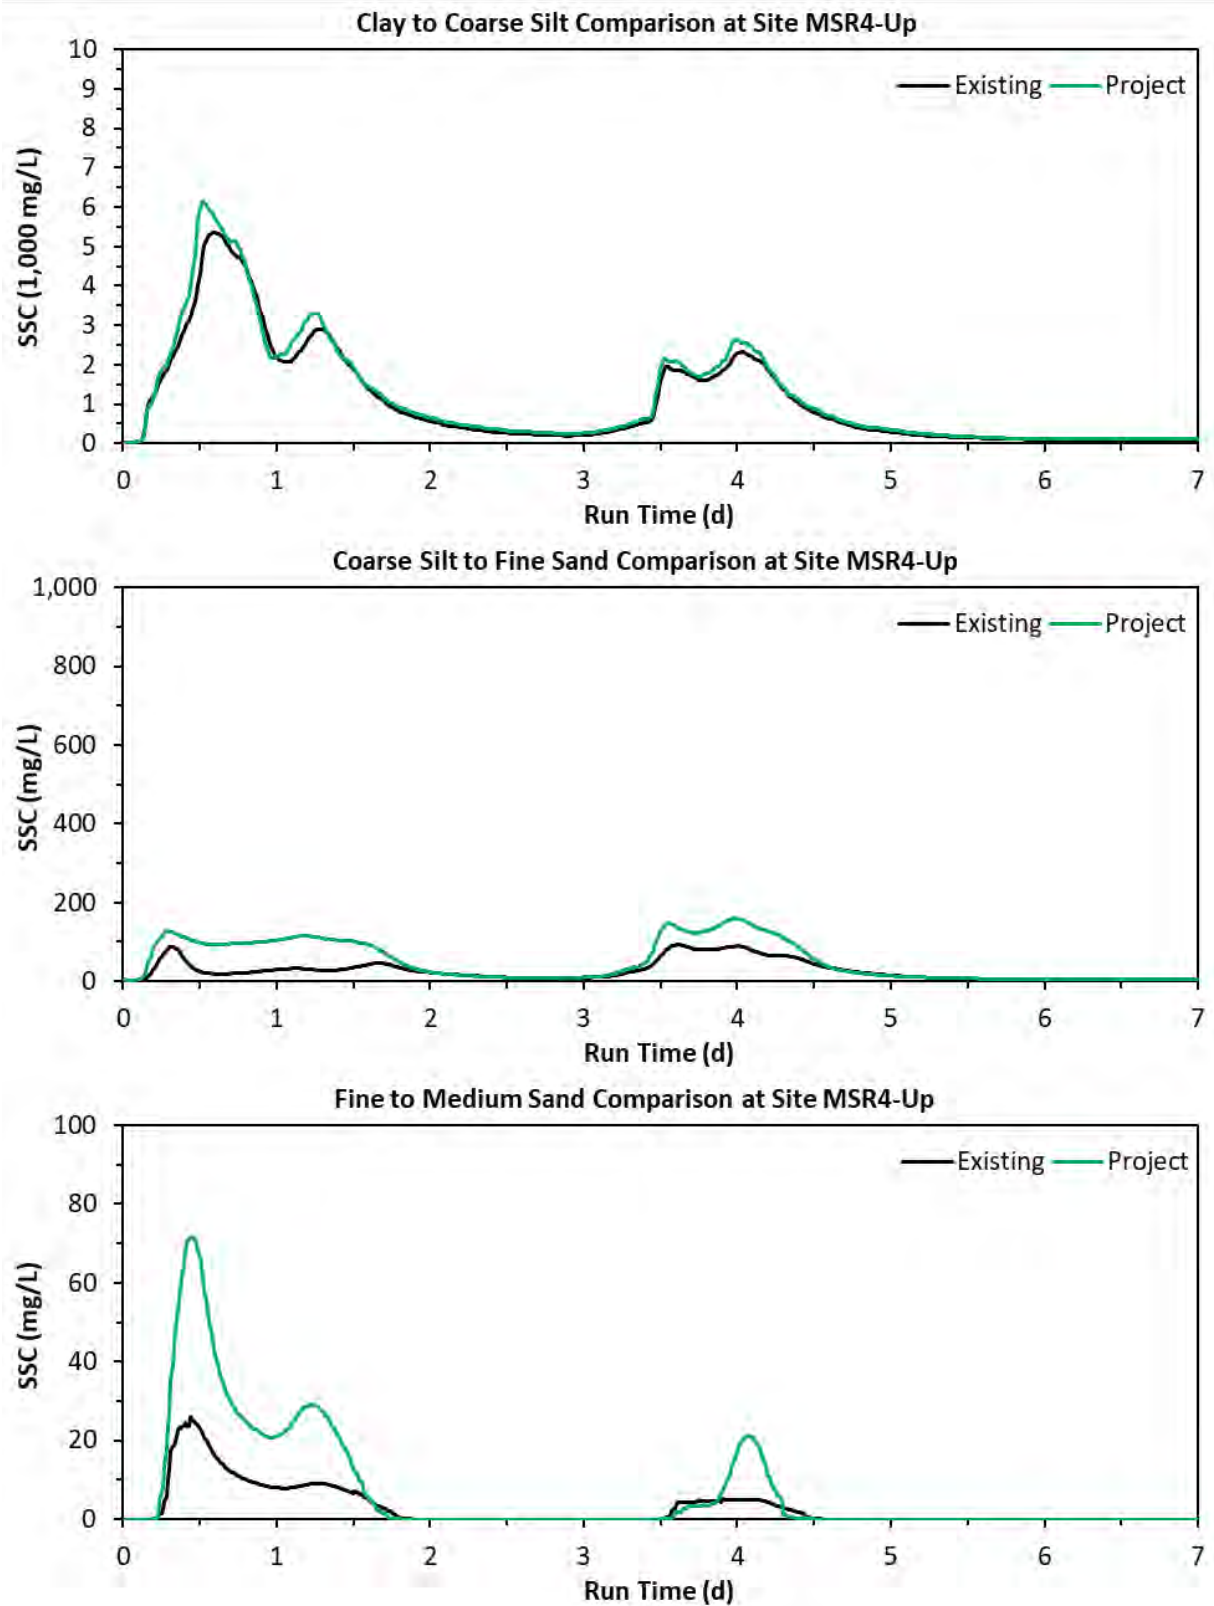 Clay to Coarse Silt Comparison at Site MSR4-Up
10
9
8
7
6
5
4
3
2
1
0
SSC (1,000 mg/L)
Existing Project
0 1 2 3 4 5 6 7
Run Time (d)
Coarse Silt to Fine Sand Comparison at Site MSR4-Up
1,000
800
600
400
200
0
SSC (mg/L)
Existing Project
0 1 2 3 4 5 6 7
Run Time (d)
Fine to Medium Sand Comparison at Site MSR4-Up
100
80
60
40
20
0
SSC (mg/L)
Existing Project
0 1 2 3 4 5 6 7
Run Time (d)